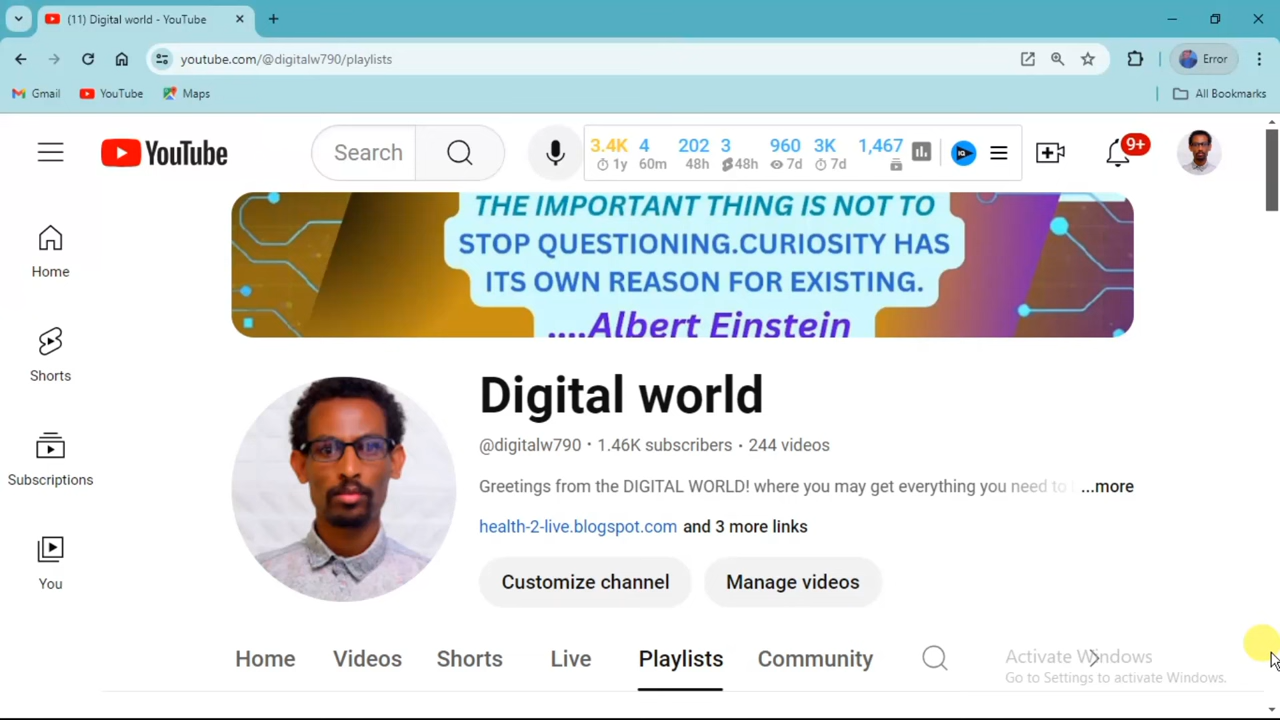 (11) Digital world - YouTube
youtube.com/@digitalw790/playlists
Error
Gmail
YouTube
Maps
All Bookmarks
YouTube
Search
3.4K 4 202 3 960 3K 1,467
1y 60m 48h 48h 7d 7d
IQ
9+
THE IMPORTANT THING IS NOT TO
STOP QUESTIONING.CURIOSITY HAS
ITS OWN REASON FOR EXISTING.
....Albert Einstein
Home
Shorts
Subscriptions
You
Digital world
@digitalw790 · 1.46K subscribers · 244 videos
Greetings from the DIGITAL WORLD! where you may get everything you need to ...more
health-2-live.blogspot.com and 3 more links
Customize channel
Manage videos
Home Videos Shorts Live Playlists Community
Activate Windows
Go to Settings to activate Windows.